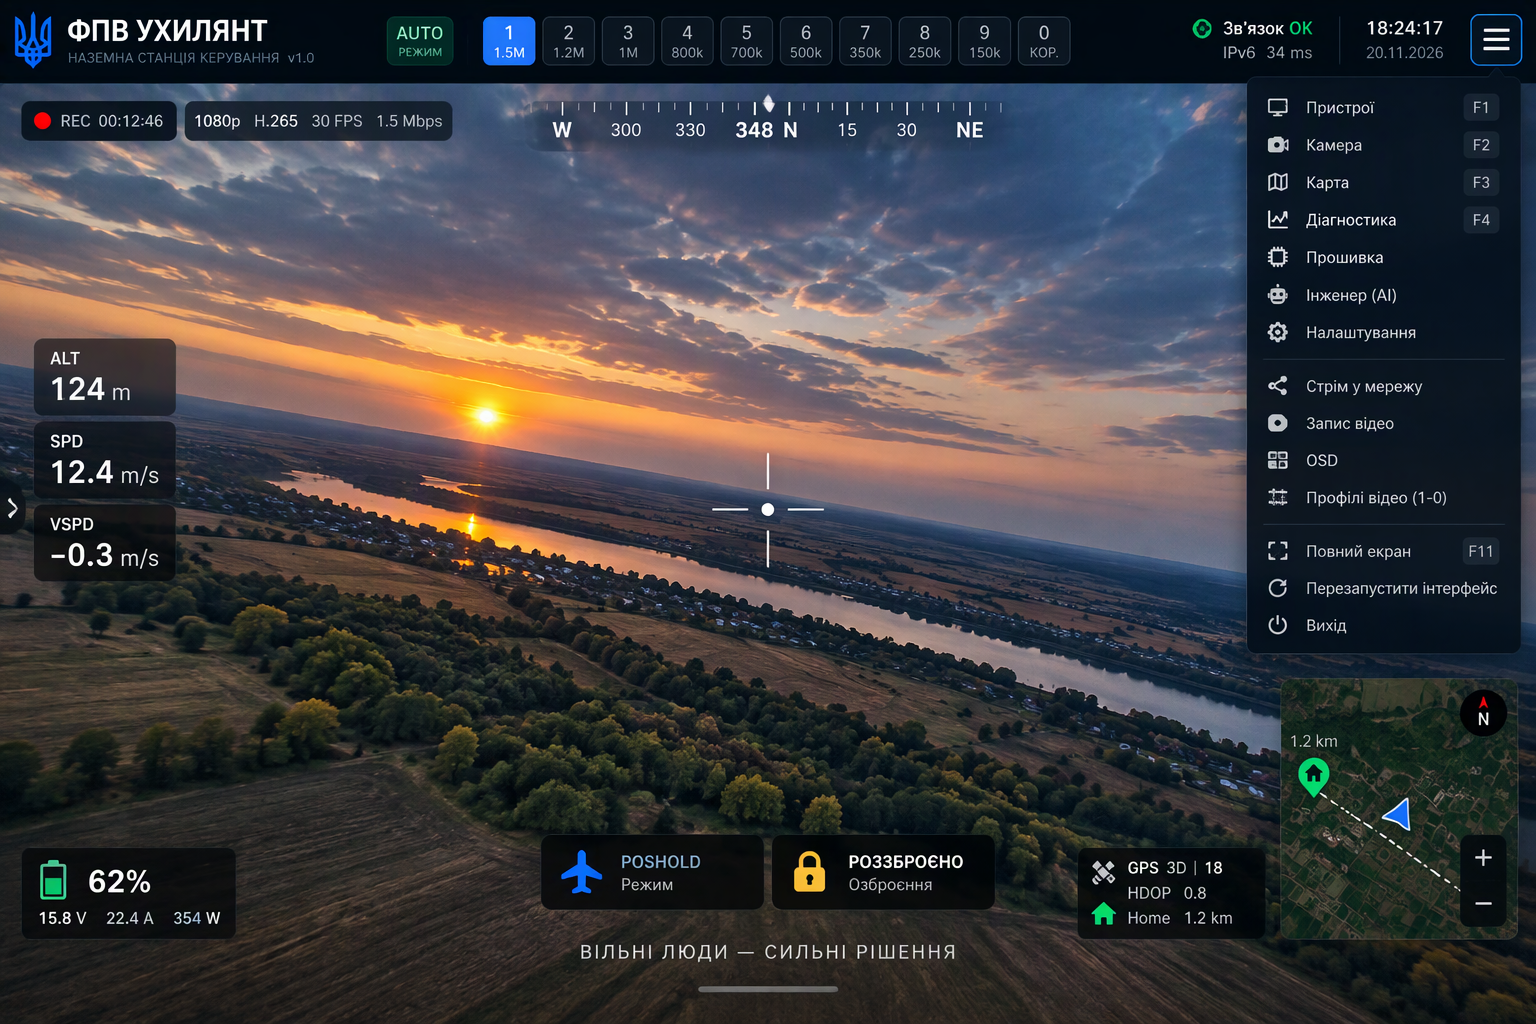 ФПВ УХИЛЯНТ
НАЗЕМНА СТАНЦІЯ КЕРУВАННЯ v1.0
AUTO
РЕЖИМ
1
1.5M
2
1.2M
3
1M
4
800k
5
700k
6
500k
7
350k
8
250k
9
150k
0
КОР.
Зв'язок OK
IPv6 34 ms
18:24:17
20.11.2026
REC 00:12:46
1080p H.265 30 FPS 1.5 Mbps
W 300 330 348 N 15 30 NE
Пристрої F1
Камера F2
Карта F3
Діагностика F4
Прошивка
Інженер (AI)
Налаштування
Стрім у мережу
Запис відео
OSD
Профілі відео (1-0)
Повний екран F11
Перезапустити інтерфейс
Вихід
ALT
124 m
SPD
12.4 m/s
VSPD
−0.3 m/s
N
1.2 km
+
−
62%
15.8 V 22.4 A 354 W
POSHOLD
Режим
РОЗЗБРОЄНО
Озброєння
GPS 3D | 18
HDOP 0.8
Home 1.2 km
ВІЛЬНІ ЛЮДИ — СИЛЬНІ РІШЕННЯ